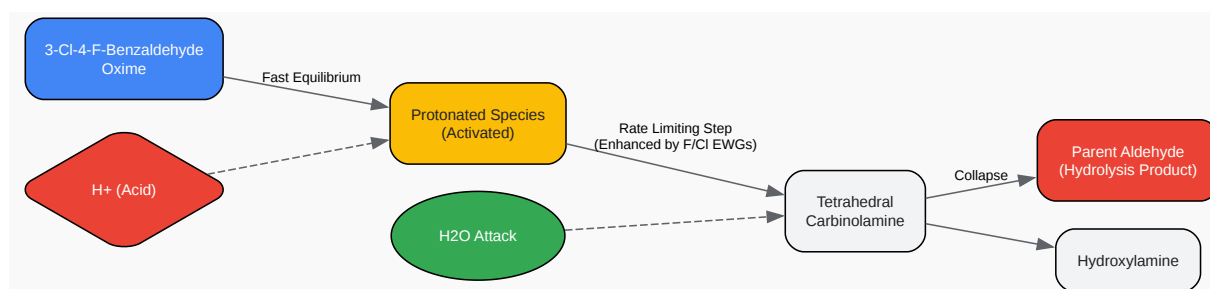 3-Cl-4-F-Benzaldehyde
Oxime
Fast Equilibrium
H+ (Acid)
Protonated Species
(Activated)
Rate Limiting Step
(Enhanced by F/Cl EWGs)
H2O Attack
Tetrahedral
Carbinolamine
Collapse
Parent Aldehyde
(Hydrolysis Product)
Hydroxylamine